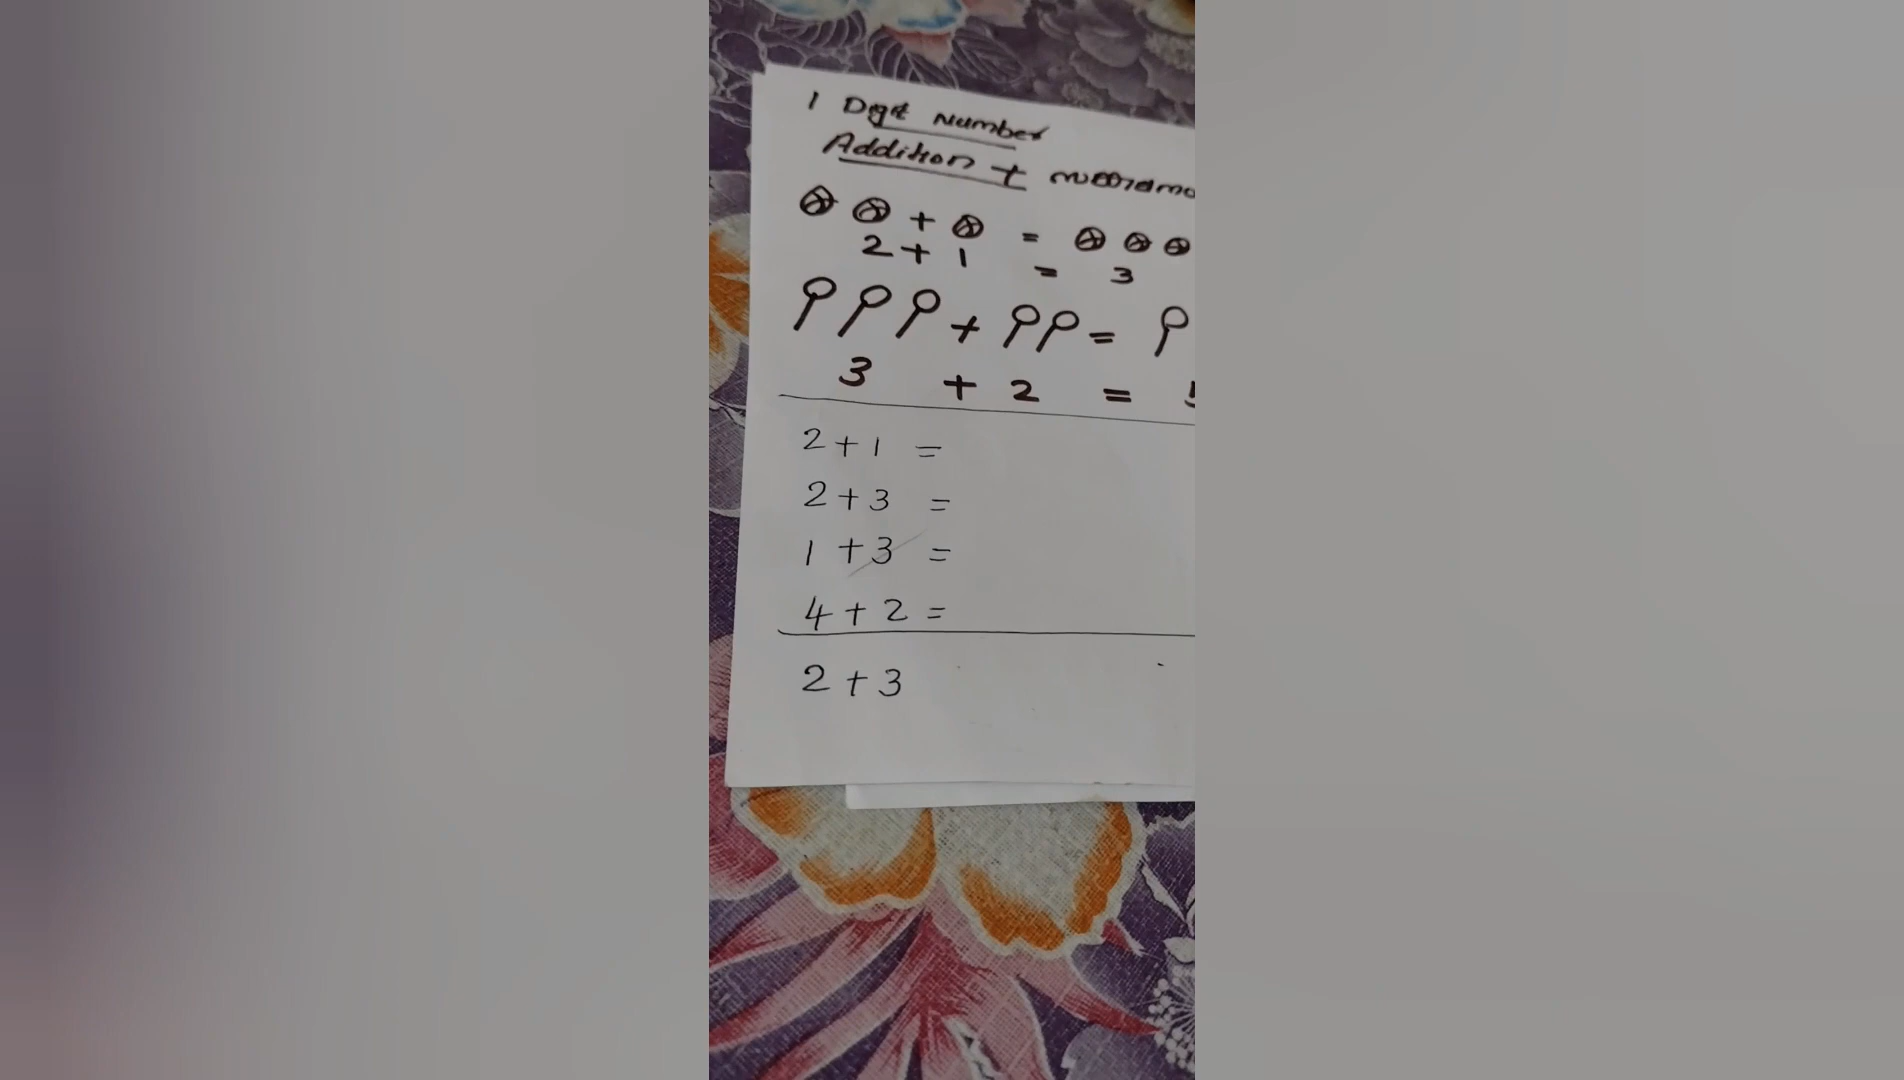 1 Digit Number
Addition +
+ =
2 + 1 = 3
+ =
3 + 2 =
2 + 1 =
2 + 3 =
1 + 3 =
4 + 2 =
2 + 3